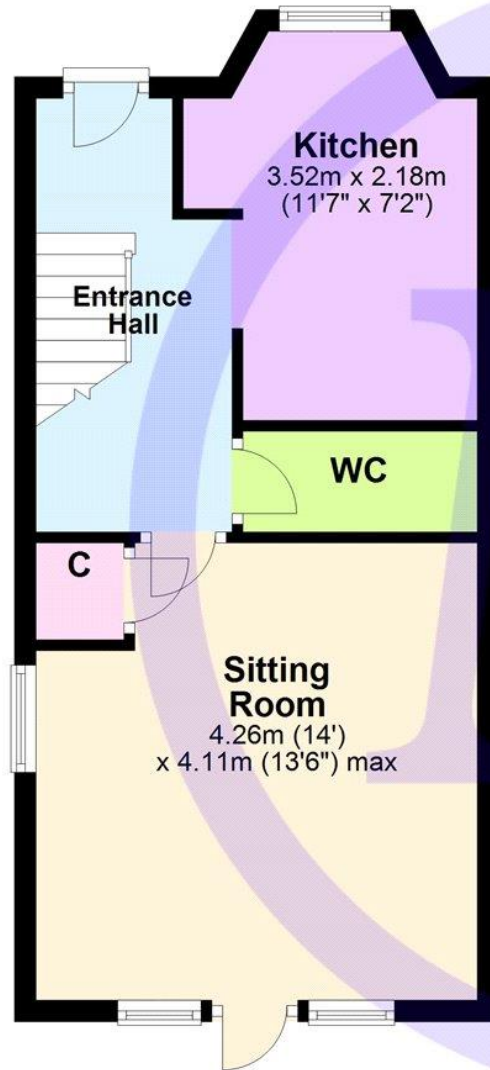 Kitchen
3.52m x 2.18m
(11'7" x 7'2")
Entrance
Hall
WC
C
Sitting
Room
4.26m (14')
x 4.11m (13'6") max